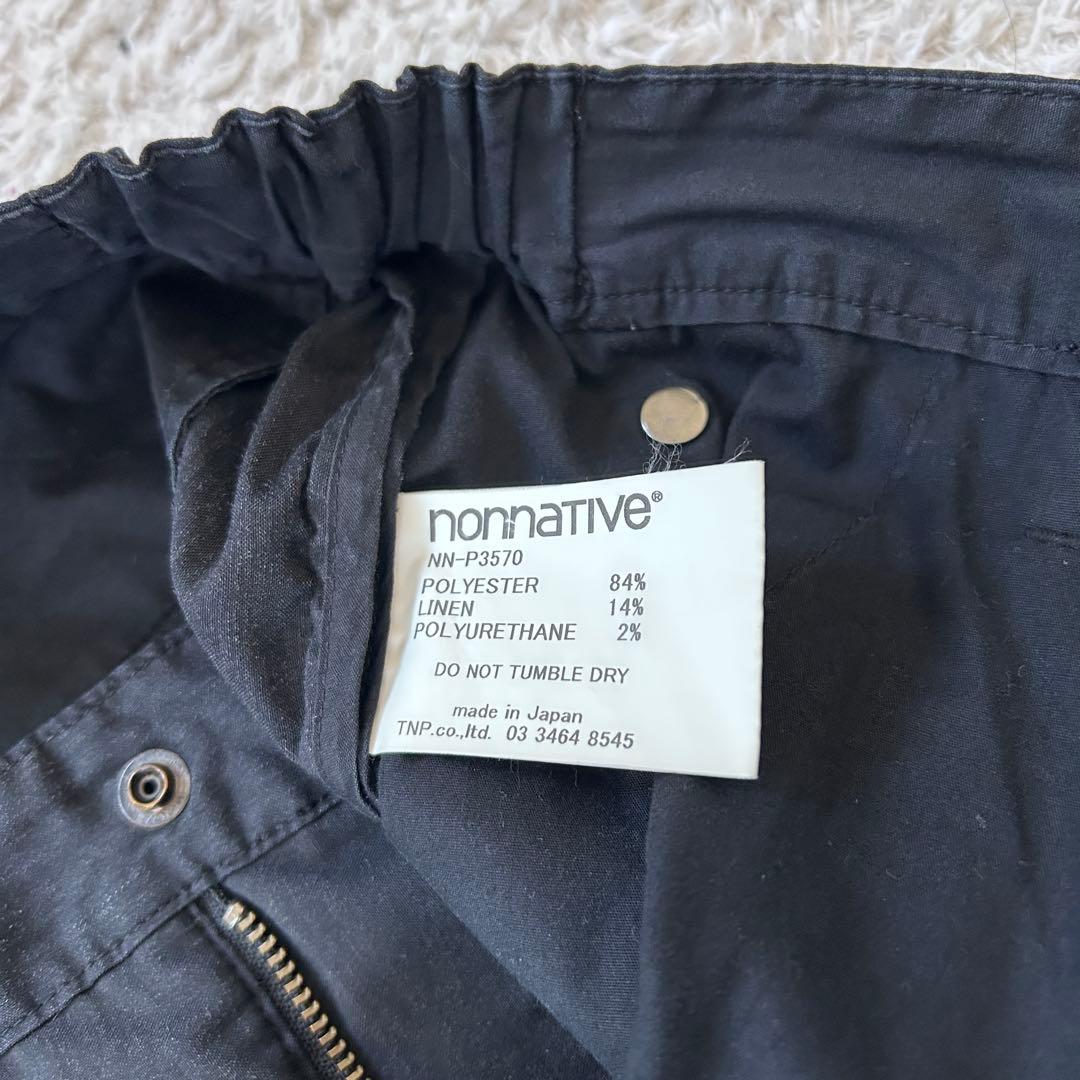 nonnative®
NN-P3570
POLYESTER 84%
LINEN 14%
POLYURETHANE 2%
DO NOT TUMBLE DRY
made in Japan
TNP.co.,ltd. 03 3464 8545